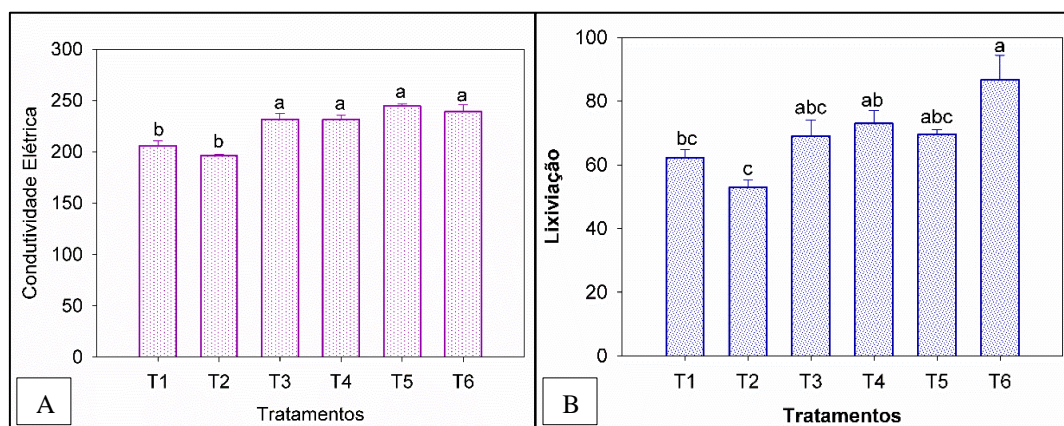 300
250
200
150
100
50
0
Condutividade Elétrica
b
b
a
a
a
a
T1 T2 T3 T4 T5 T6
Tratamentos
A
100
80
60
40
20
0
Lixiviação
bc
c
abc
ab
abc
a
T1 T2 T3 T4 T5 T6
Tratamentos
B